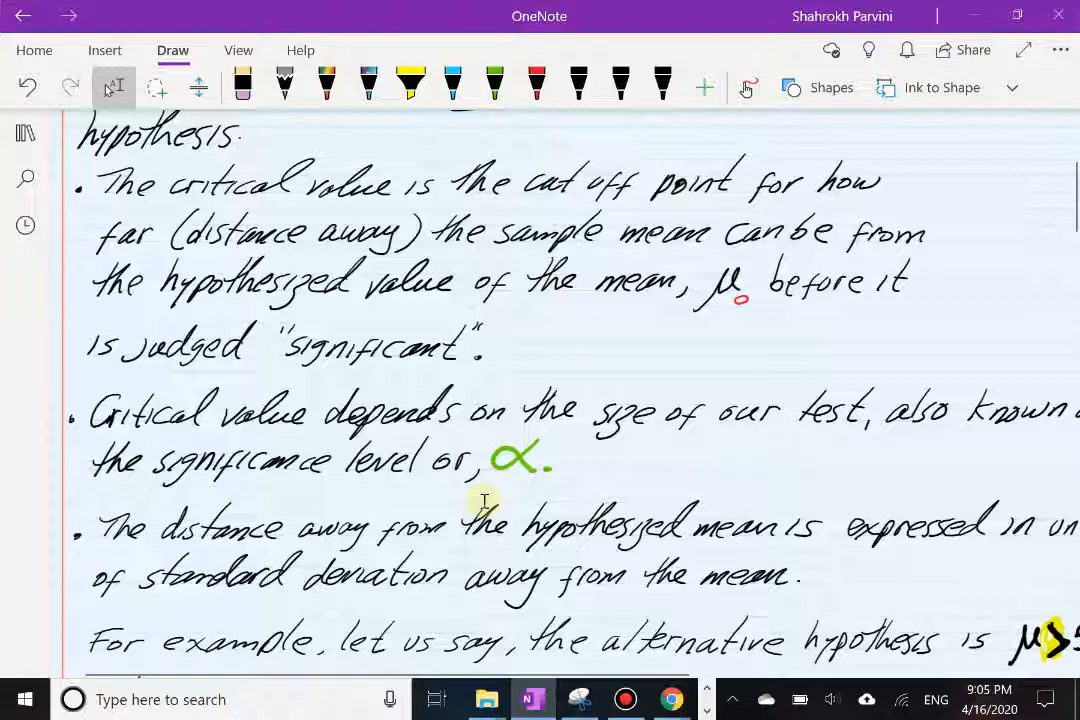 OneNote
Shahrokh Parvini
Home Insert Draw View Help
Share
Shapes
Ink to Shape
hypothesis.
• The critical value is the cut off point for how
far (distance away) the sample mean can be from
the hypothesized value of the mean, μ₀ before it
is judged "significant".
• Critical value depends on the size of our test, also known
the significance level or, α.
• The distance away from the hypothesized mean is expressed in un
of standard deviation away from the mean.
For example, let us say, the alternative hypothesis is μ>
Type here to search
ENG
9:05 PM
4/16/2020